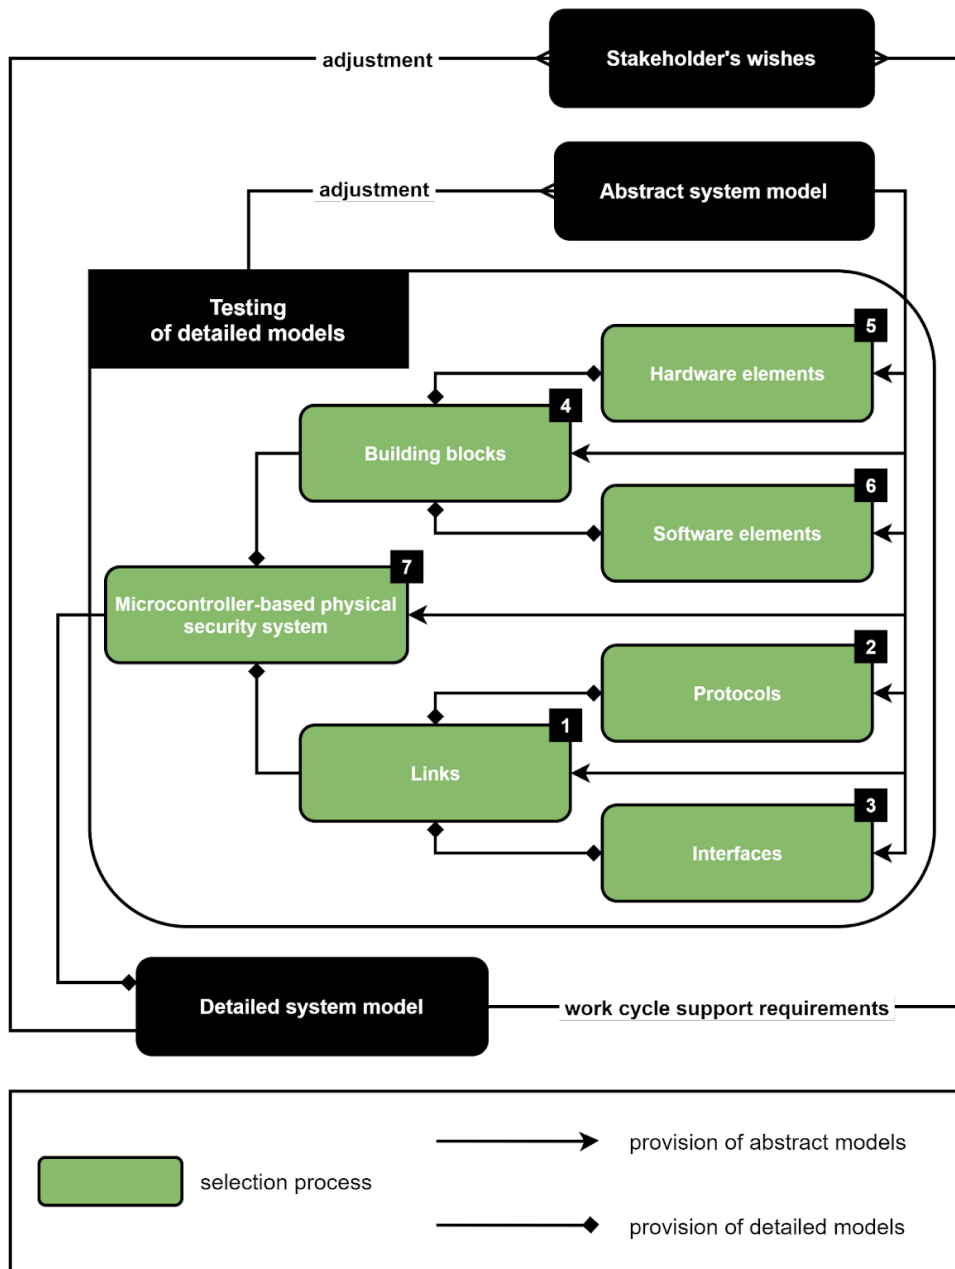 adjustment
Stakeholder's wishes
adjustment
Abstract system model
Testing
of detailed models
5
Hardware elements
4
Building blocks
6
Software elements
7
Microcontroller-based physical
security system
2
Protocols
1
Links
3
Interfaces
Detailed system model
work cycle support requirements
provision of abstract models
selection process
provision of detailed models